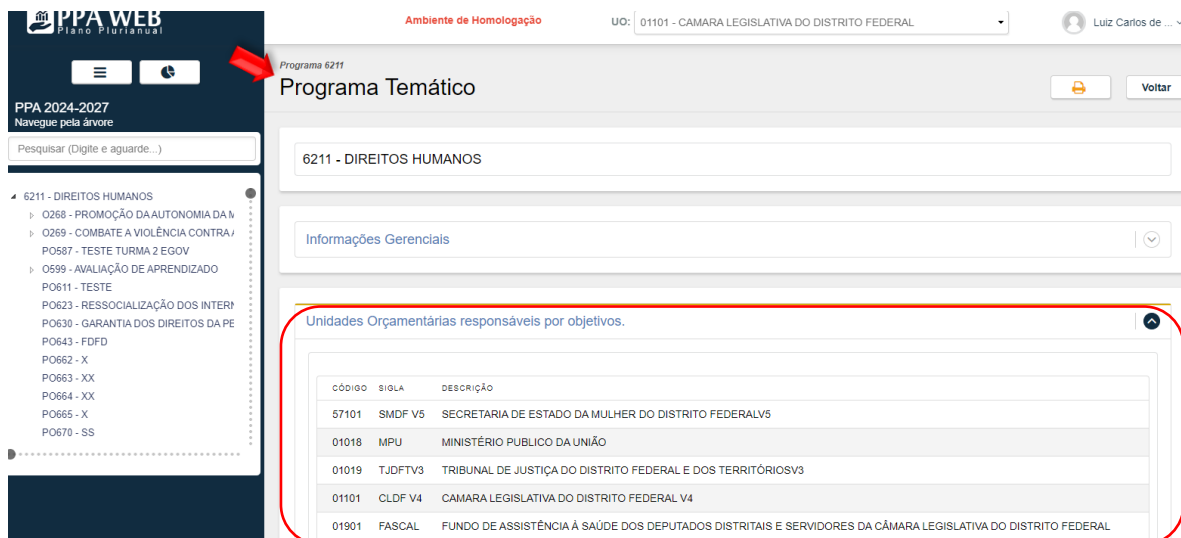 PPA WEB
Plano Plurianual
Ambiente de Homologação
UO: 01101 - CAMARA LEGISLATIVA DO DISTRITO FEDERAL
Luiz Carlos de ...
PPA 2024-2027
Navegue pela árvore
Pesquisar (Digite e aguarde...)
6211 - DIREITOS HUMANOS
O268 - PROMOÇÃO DA AUTONOMIA DA M
O269 - COMBATE A VIOLÊNCIA CONTRA
PO587 - TESTE TURMA 2 EGOV
O599 - AVALIAÇÃO DE APRENDIZADO
PO611 - TESTE
PO623 - RESSOCIALIZAÇÃO DOS INTERN
PO630 - GARANTIA DOS DIREITOS DA PE
PO643 - FDFD
PO662 - X
PO663 - XX
PO664 - XX
PO665 - X
PO670 - SS
Programa 6211
Programa Temático
Voltar
6211 - DIREITOS HUMANOS
Informações Gerenciais
Unidades Orçamentárias responsáveis por objetivos.
CÓDIGO SIGLA DESCRIÇÃO
57101 SMDF V5 SECRETARIA DE ESTADO DA MULHER DO DISTRITO FEDERALV5
01018 MPU MINISTÉRIO PUBLICO DA UNIÃO
01019 TJDFTV3 TRIBUNAL DE JUSTIÇA DO DISTRITO FEDERAL E DOS TERRITÓRIOSV3
01101 CLDF V4 CAMARA LEGISLATIVA DO DISTRITO FEDERAL V4
01901 FASCAL FUNDO DE ASSISTÊNCIA À SAÚDE DOS DEPUTADOS DISTRITAIS E SERVIDORES DA CÂMARA LEGISLATIVA DO DISTRITO FEDERAL